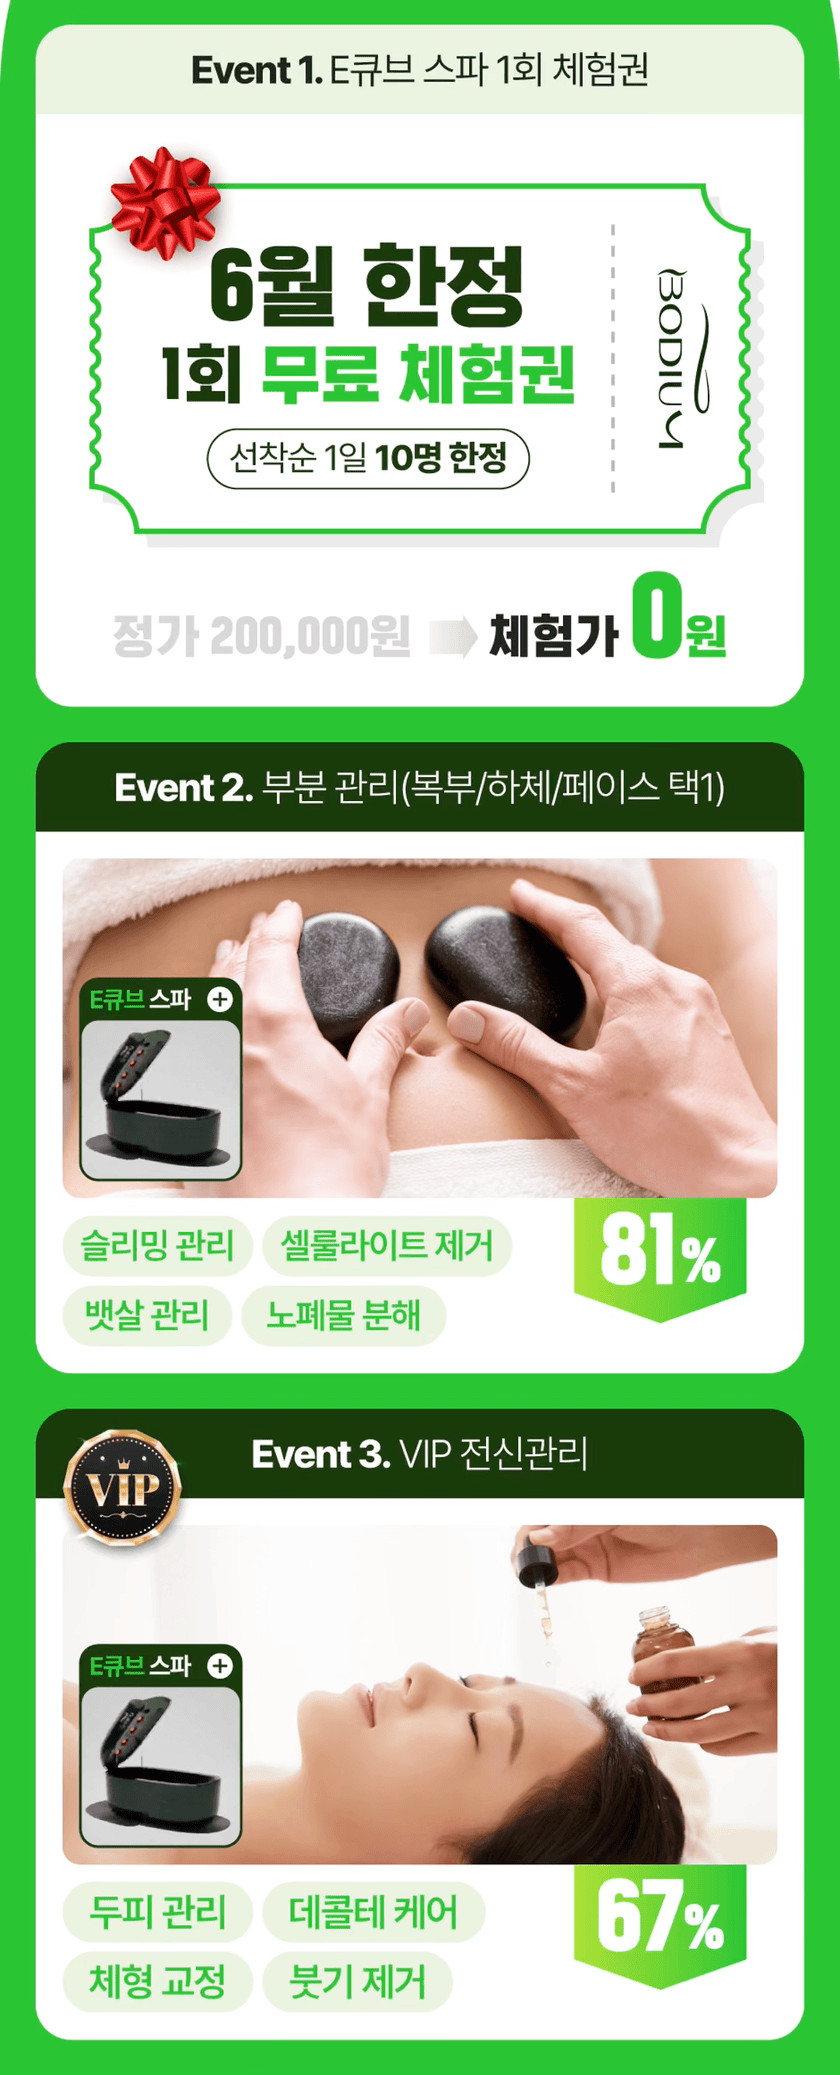 Event 1. E큐브 스파 1회 체험권
6월 한정
1회 무료 체험권
선착순 1일 10명 한정
BODIUM
정가 200,000원 체험가 0원
Event 2. 부분 관리(복부/하체/페이스 택1)
E큐브 스파 +
슬리밍 관리 셀룰라이트 제거
81%
뱃살 관리 노폐물 분해
Event 3. VIP 전신관리
VIP
E큐브 스파 +
두피 관리 데콜테 케어
67%
체형 교정 붓기 제거